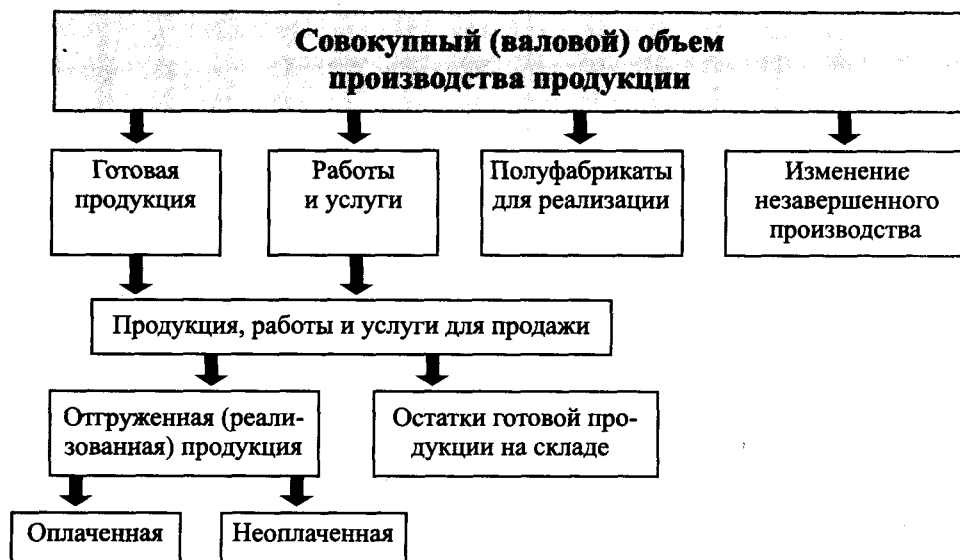 Совокупный (валовой) объем
производства продукции
Готовая
продукция
Работы
и услуги
Полуфабрикаты
для реализации
Изменение
незавершенного
производства
Продукция, работы и услуги для продажи
Отгруженная (реали-
зованная) продукция
Остатки готовой про-
дукции на складе
Оплаченная
Неоплаченная